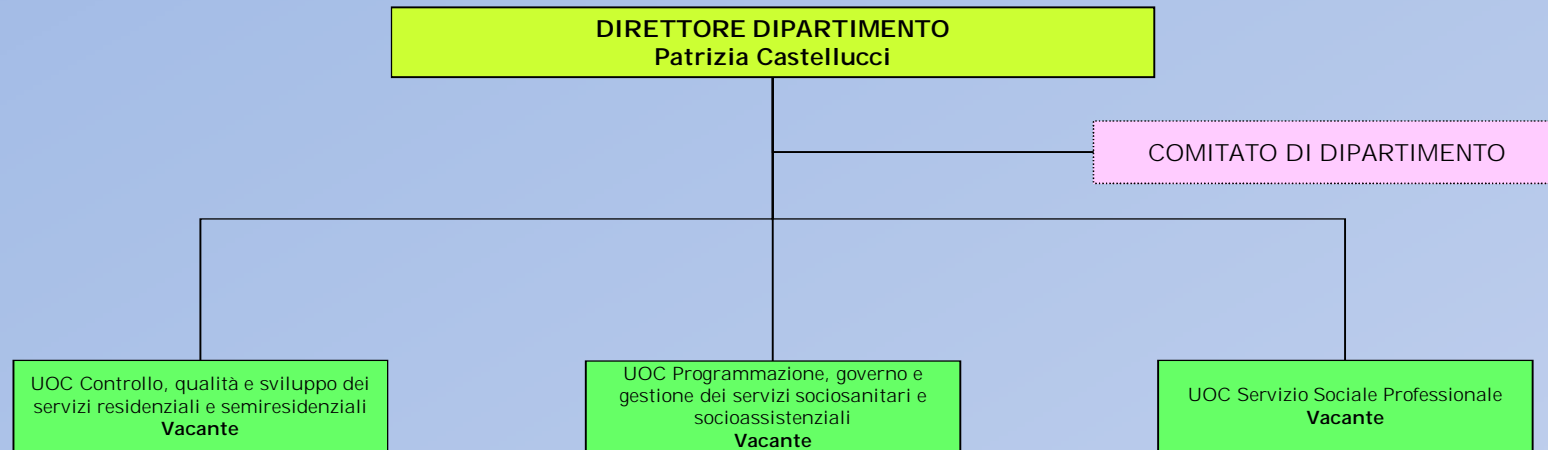 DIRETTORE DIPARTIMENTO
Patrizia Castellucci
COMITATO DI DIPARTIMENTO
UOC Controllo, qualità e sviluppo dei
servizi residenziali e semiresidenziali
Vacante
UOC Programmazione, governo e
gestione dei servizi sociosanitari e
socioassistenziali
Vacante
UOC Servizio Sociale Professionale
Vacante